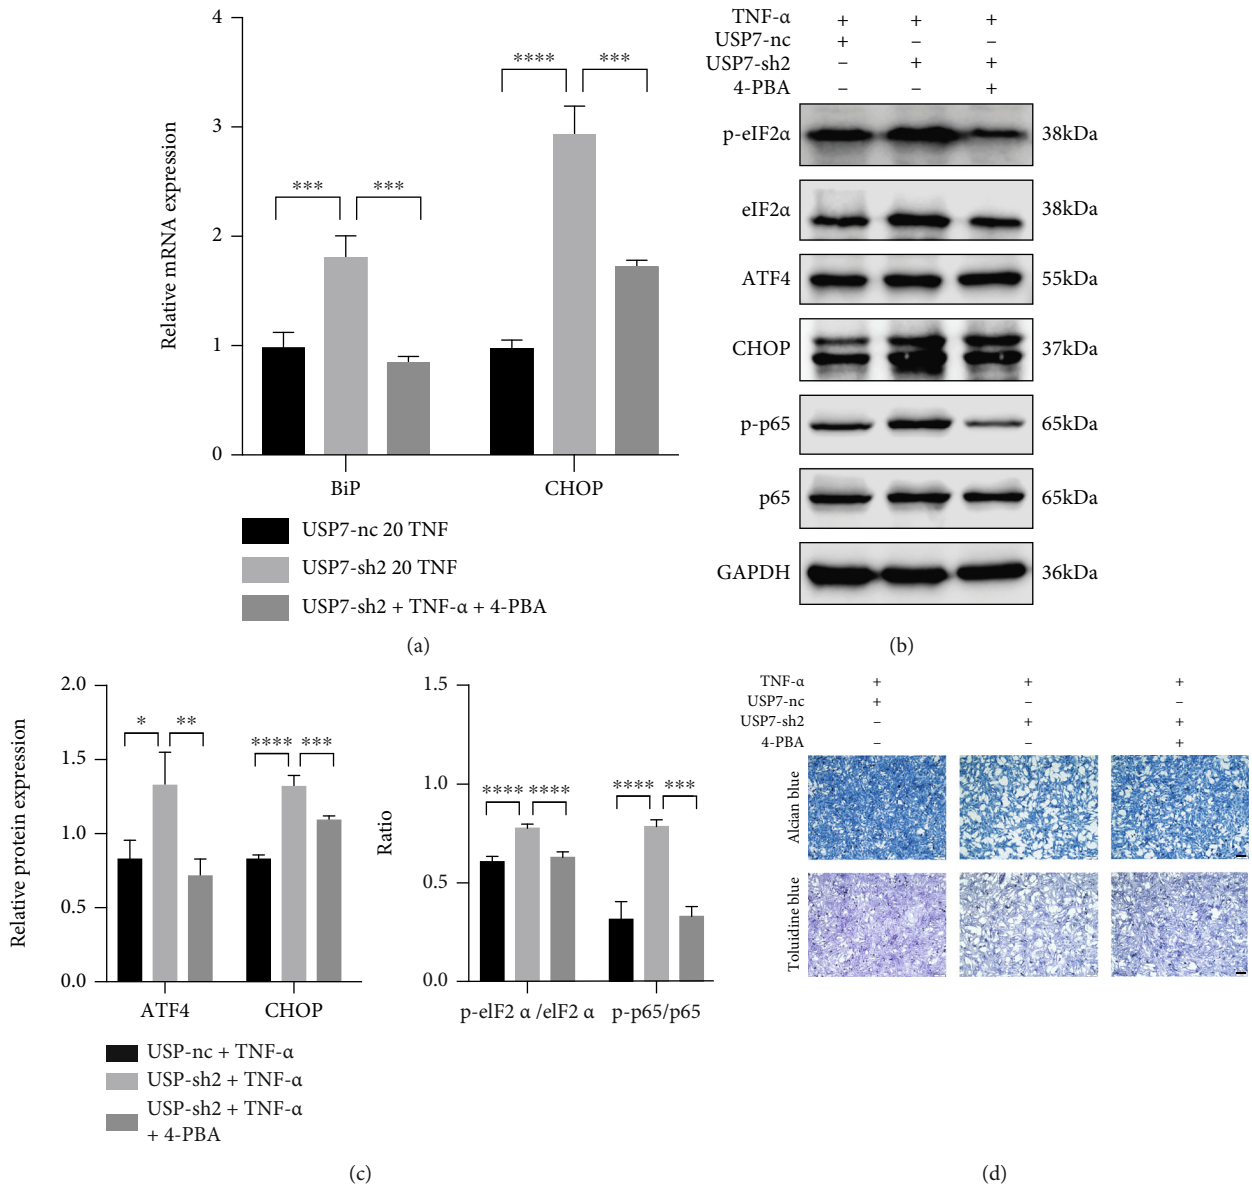 4
3
2
1
0
Relative mRNA expression
*** ***
**** ***
BiP CHOP
USP7-nc 20 TNF
USP7-sh2 20 TNF
USP7-sh2 + TNF-α + 4-PBA
(a)
TNF-α + + +
USP7-nc + – –
USP7-sh2 – + +
4-PBA – – +
p-eIF2α 38kDa
eIF2α 38kDa
ATF4 55kDa
CHOP 37kDa
p-p65 65kDa
p65 65kDa
GAPDH 36kDa
(b)
2.0
1.5
1.0
0.5
0.0
Relative protein expression
* **
**** ***
ATF4 CHOP
USP-nc + TNF-α
USP-sh2 + TNF-α
USP-sh2 + TNF-α
+ 4-PBA
1.5
1.0
0.5
0.0
Ratio
**** ****
**** ***
p-elF2 α /elF2 α p-p65/p65
(c)
TNF-α + + +
USP7-nc + – –
USP7-sh2 – + +
4-PBA – – +
Alcian blue
Toluidine blue
(d)